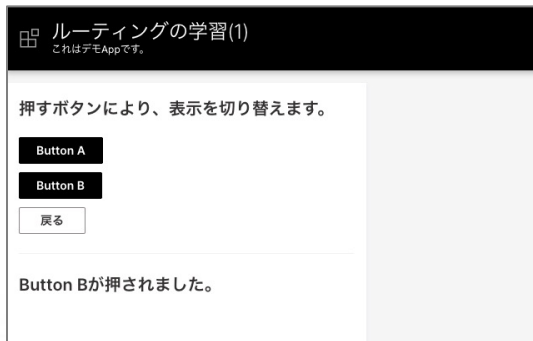 ルーティングの学習(1)
これはデモAppです。
押すボタンにより、表示を切り替えます。
Button A
Button B
戻る
Button Bが押されました。